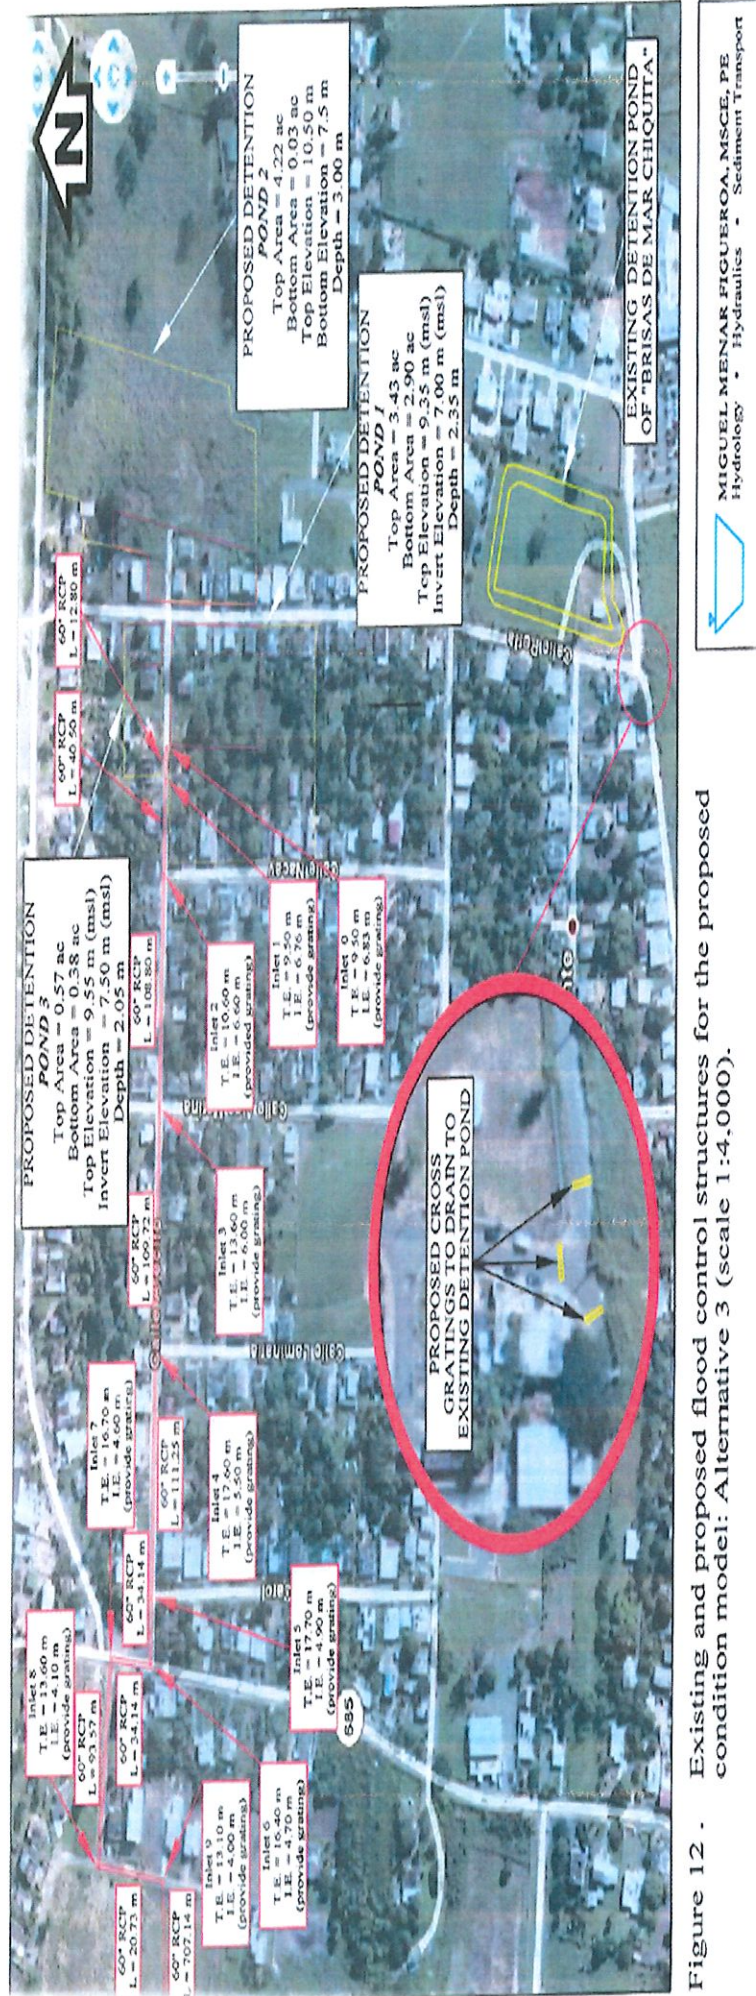 N
PROPOSED DETENTION
POND 2
Top Area = 4.22 ac
Bottom Area = 0.03 ac
Top Elevation = 10.50 m
Bottom Elevation = 7.5 m
Depth = 3.00 m
PROPOSED DETENTION
POND 1
Top Area = 3.43 ac
Bottom Area = 2.90 ac
Top Elevation = 9.35 m (msl)
Invert Elevation = 7.00 m (msl)
Depth = 2.35 m
EXISTING DETENTION POND
OF "BRISAS DE MAR CHIQUITA"
60" RCP
L = 12.80 m
60" RCP
L = 40.50 m
PROPOSED DETENTION
POND 3
Top Area = 0.57 ac
Bottom Area = 0.38 ac
Top Elevation = 9.55 m (msl)
Invert Elevation = 7.50 m (msl)
Depth = 2.05 m
60" RCP
L = 108.80 m
Inlet 0
T.E. = 9.50 m
I.E. = 6.83 m
(provide grating)
Inlet 1
T.E. = 9.50 m
I.E. = 6.76 m
(provide grating)
Inlet 2
T.E. = 10.60 m
I.E. = 6.60 m
(provided grating)
Calle Nacar
60" RCP
L = 109.72 m
Inlet 3
T.E. = 13.60 m
I.E. = 6.00 m
(provide grating)
Calle Laminaria
60" RCP
L = 111.25 m
Inlet 4
T.E. = 17.60 m
I.E. = 5.50 m
(provide grating)
Inlet 7
T.E. = 16.70 m
I.E. = 4.60 m
(provide grating)
60" RCP
L = 34.14 m
Inlet 5
T.E. = 17.70 m
I.E. = 4.90 m
(provide grating)
685
Inlet 8
T.E. = 13.60 m
I.E. = 4.10 m
(provide grating)
60" RCP
L = 93.57 m
60" RCP
L = 34.14 m
Inlet 6
T.E. = 16.40 m
I.E. = 4.70 m
(provide grating)
Inlet 9
T.E. = 13.10 m
I.E. = 4.00 m
(provide grating)
60" RCP
L = 20.73 m
60" RCP
L = 707.14 m
PROPOSED CROSS
GRATINGS TO DRAIN TO
EXISTING DETENTION POND
Figure 12 - Existing and proposed flood control structures for the proposed
condition model: Alternative 3 (scale 1:4,000).
MIGUEL MENAR FIGUEROA, MSCE, PE
Hydrology - Hydraulics - Sediment Transport